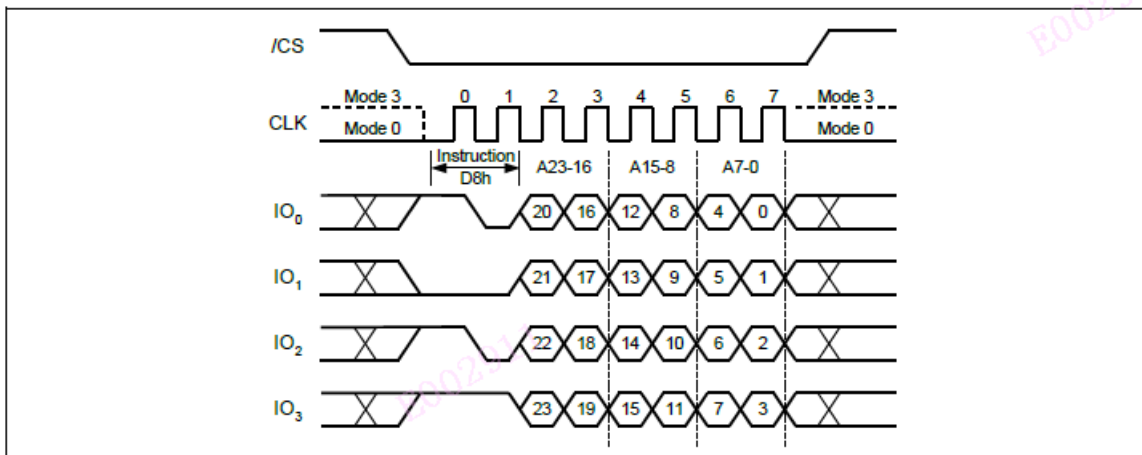 /CS
0 1 2 3 4 5 6 7
Mode 3 Mode 3
CLK
Mode 0 Mode 0
Instruction
D8h
A23-16 A15-8 A7-0
IO0 20 16 12 8 4 0
IO1 21 17 13 9 5 1
IO2 22 18 14 10 6 2
IO3 23 19 15 11 7 3